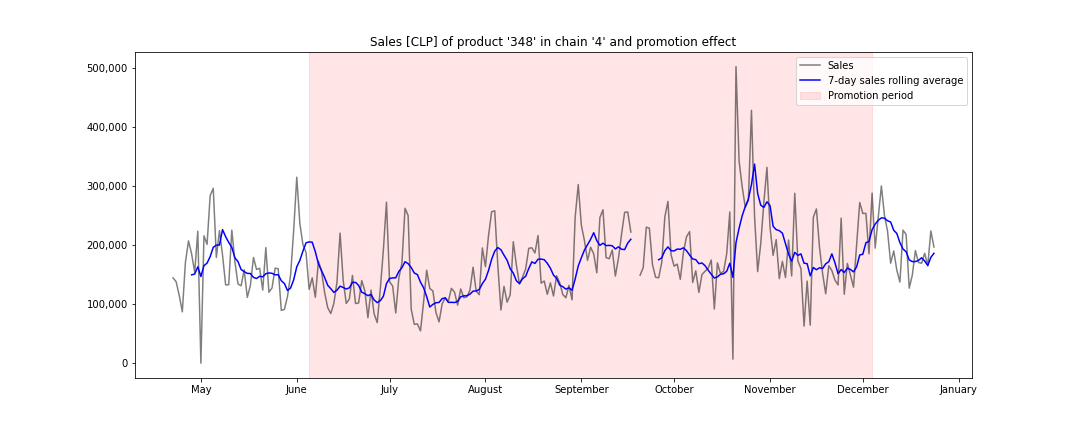 Sales [CLP] of product '348' in chain '4' and promotion effect
500,000
400,000
300,000
200,000
100,000
0
Sales
7-day sales rolling average
Promotion period
May June July August September October November December January